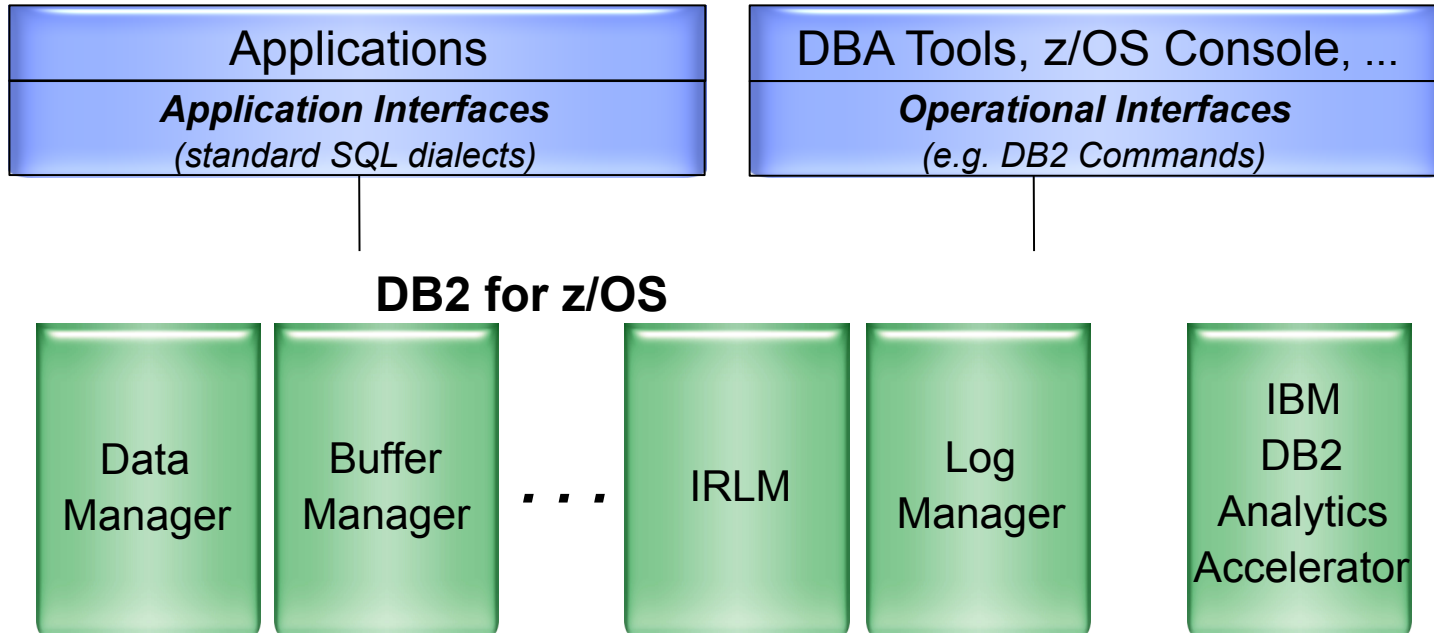 Applications
Application Interfaces
(standard SQL dialects)
DBA Tools, z/OS Console, ...
Operational Interfaces
(e.g. DB2 Commands)
DB2 for z/OS
Data
Manager
Buffer
Manager
. . .
IRLM
Log
Manager
IBM
DB2
Analytics
Accelerator